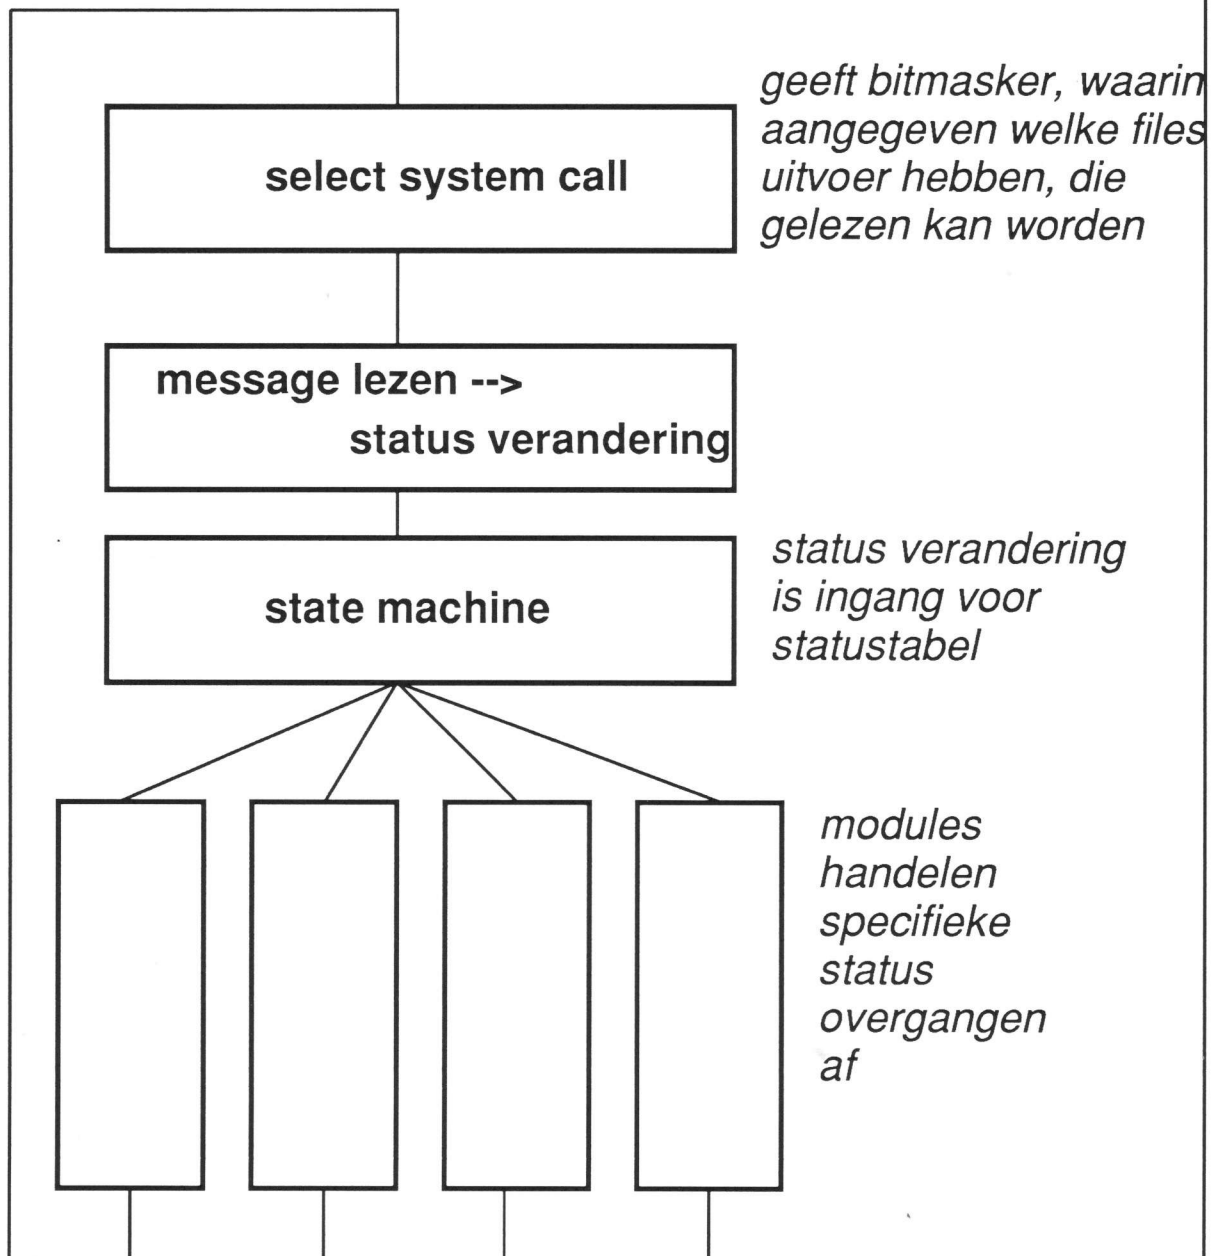 select system call
geeft bitmasker, waarin
aangegeven welke files
uitvoer hebben, die
gelezen kan worden
message lezen -->
status verandering
state machine
status verandering
is ingang voor
statustabel
modules
handelen
specifieke
status
overgangen
af